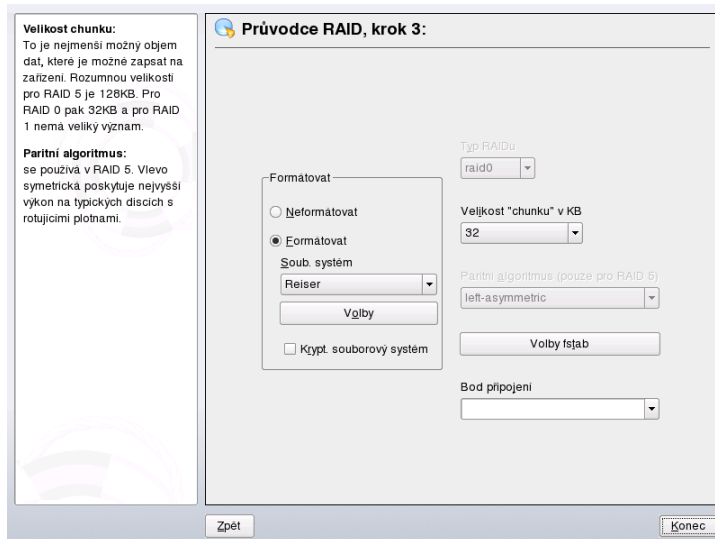 Velikost chunku:
To je nejmenší možný objem
dat, které je možné zapsat na
zařízení. Rozumnou velikostí
pro RAID 5 je 128KB. Pro
RAID 0 pak 32KB a pro RAID
1 nemá veliký význam.
Paritní algoritmus:
se používá v RAID 5. Vlevo
symetrická poskytuje nejvyšší
výkon na typických discích s
rotujícími plotnami.
Průvodce RAID, krok 3:
Formátovat
Neformátovat
Formátovat
Soub. systém
Reiser
Volby
Krypt. souborový systém
Typ RAIDu
raid0
Velikost "chunku" v KB
32
Paritní algoritmus (pouze pro RAID 5)
left-asymmetric
Volby fstab
Bod připojení
Zpět
Konec